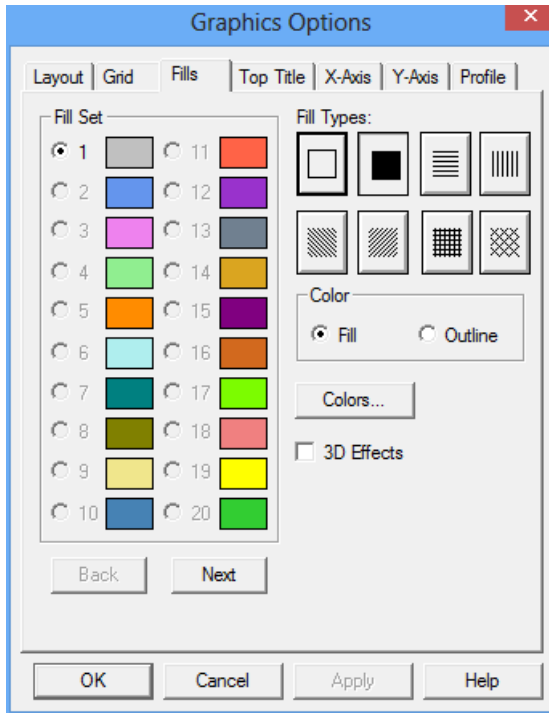 Graphics Options
Layout Grid Fills Top Title X-Axis Y-Axis Profile
Fill Set
1 11
2 12
3 13
4 14
5 15
6 16
7 17
8 18
9 19
10 20
Back Next
Fill Types:
Color
Fill Outline
Colors...
3D Effects
OK Cancel Apply Help